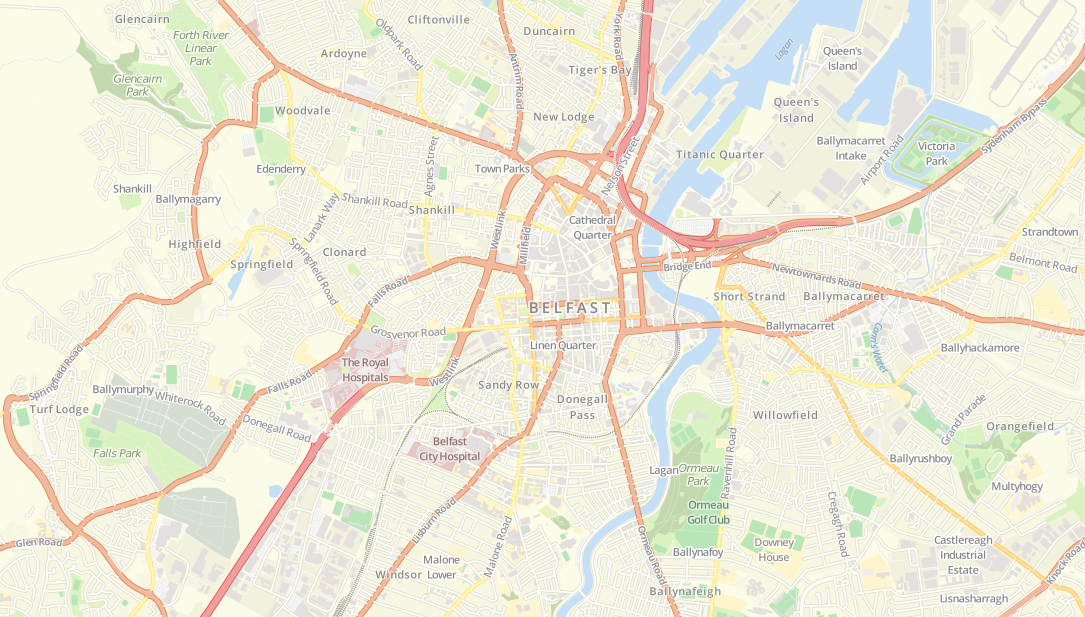 Glencairn
Cliftonville
Oldpark Road
Duncairn
York Road
Forth River
Linear
Park
Ardoyne
Antrim Road
Tiger's Bay
Lagan
Queen's
Island
Glencairn
Park
Woodvale
New Lodge
Queen's
Island
Sydenham Bypass
Titanic Quarter
Ballymacarret
Intake
Airport Road
Victoria
Park
Edenderry
Agnes Street
Town Parks
Nelson Street
Shankill
Ballymagarry
Lanark Way
Shankill Road
Shankill
Westlink
Millfield
Cathedral
Quarter
Strandtown
Highfield
Springfield
Springfield Road
Clonard
Falls Road
Bridge End
Newtownards Road
Belmont Road
Short Strand
Ballymacarret
BELFAST
Grosvenor Road
Linen Quarter
Ballymacarret
Conn's Water
Ballyhackamore
Springfield Road
The Royal
Hospitals
Westlink
Falls Road
Ballymurphy
Whiterock Road
Sandy Row
Donegall
Pass
Turf Lodge
Donegall Road
Willowfield
Grand Parade
Orangefield
Falls Park
Belfast
City Hospital
Lagan
Ormeau
Park
Ravenhill Road
Ballyrushboy
Multyhogy
Ormeau
Golf Club
Cregagh Road
Lisburn Road
Malone Road
Ormeau Road
Glen Road
Malone
Lower
Windsor
Ballynafoy
Downey
House
Castlereagh
Industrial
Estate
Knock Road
Ballynafeigh
Lisnasharragh